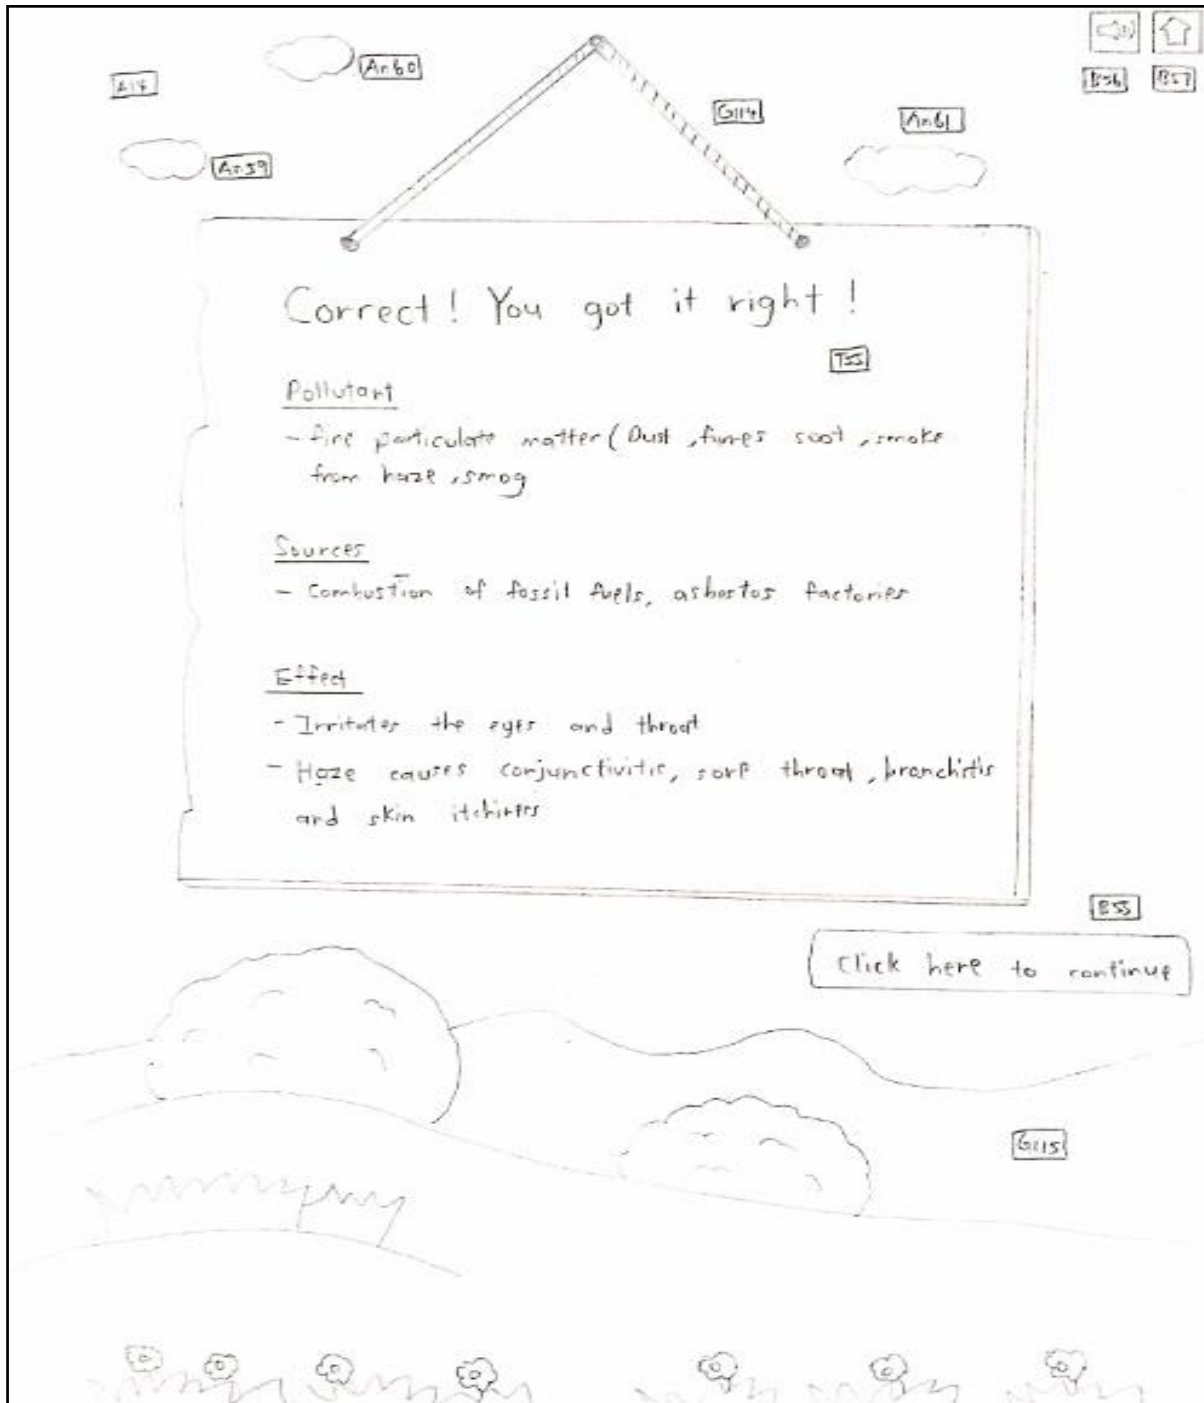 An60
A14
G114
An61
B56 B57
An59
Correct! You got it right!
T55
Pollutant
- fine particulate matter (Dust, fumes soot, smoke
from haze, smog
Sources
- Combustion of fossil fuels, asbestos factories
Effect
- Irritates the eyes and throat
- Haze causes conjunctivitis, sore throat, bronchitis
and skin itchiness
B55
Click here to continue
G115